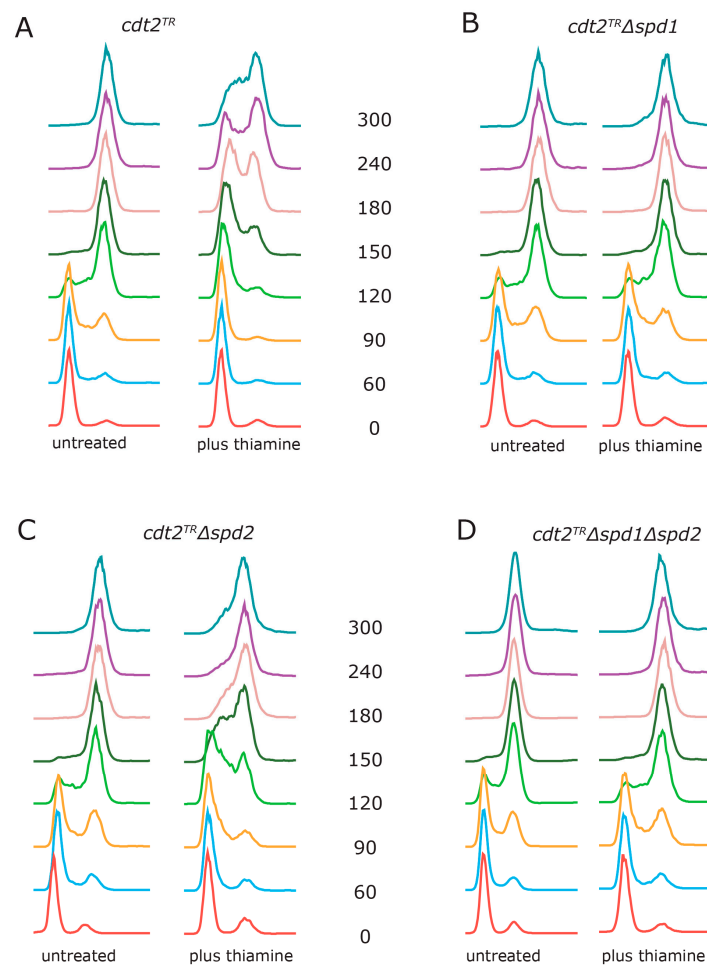 A
cdt2TR
B
cdt2TRΔspd1
300
240
180
150
120
90
60
0
untreated
plus thiamine
untreated
plus thiamine
C
cdt2TRΔspd2
D
cdt2TRΔspd1Δspd2
300
240
180
150
120
90
60
0
untreated
plus thiamine
untreated
plus thiamine